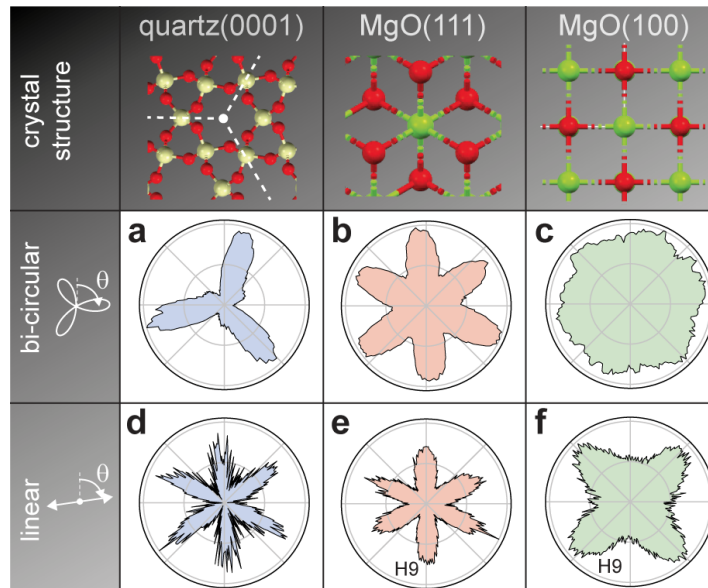 quartz(0001)
MgO(111)
MgO(100)
crystal
structure
bi-circular
θ
a
b
c
linear
θ
d
e
f
H9
H9